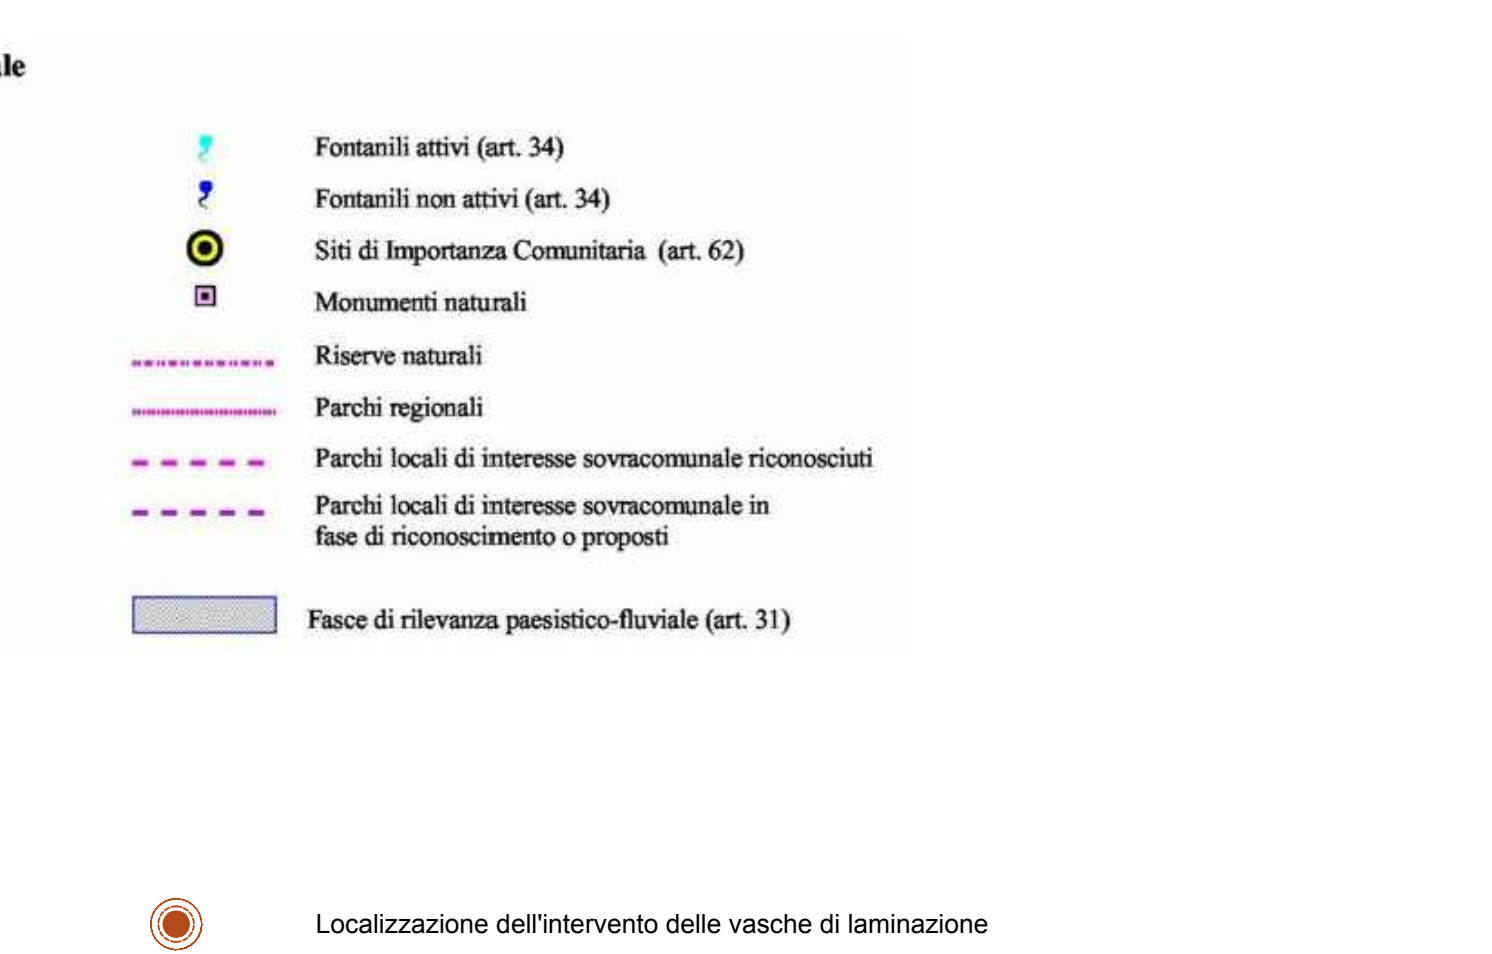 Fontanili attivi (art. 34)
Fontanili non attivi (art. 34)
Siti di Importanza Comunitaria (art. 62)
Monumenti naturali
Riserve naturali
Parchi regionali
Parchi locali di interesse sovracomunale riconosciuti
Parchi locali di interesse sovracomunale in
fase di riconoscimento o proposti
Fasce di rilevanza paesistico-fluviale (art. 31)
Localizzazione dell'intervento delle vasche di laminazione